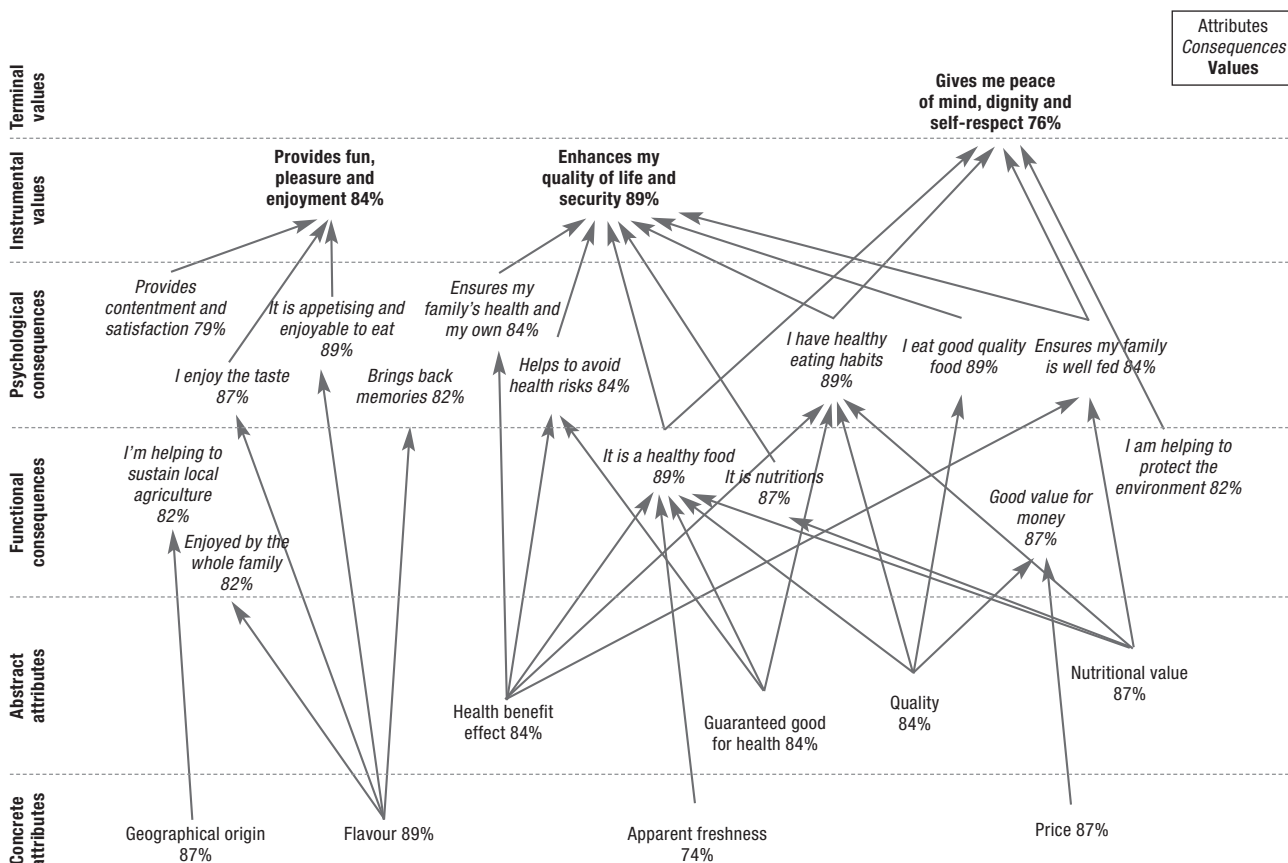 Attributes
Consequences
Values
Terminal
values
Gives me peace
of mind, dignity and
self-respect 76%
Instrumental
values
Provides fun,
pleasure and
enjoyment 84%
Enhances my
quality of life and
security 89%
Psychological
consequences
Provides
contentment and
satisfaction 79%
It is appetising and
enjoyable to eat
89%
Ensures my
family's health and
my own 84%
I enjoy the taste
87%
Brings back
memories 82%
Helps to avoid
health risks 84%
I have healthy
eating habits
89%
I eat good quality
food 89%
Ensures my family
is well fed 84%
Functional
consequences
I'm helping to
sustain local
agriculture
82%
Enjoyed by the
whole family
82%
It is a healthy food
89%
It is nutritions
87%
Good value for
money
87%
I am helping to
protect the
environment 82%
Abstract
attributes
Health benefit
effect 84%
Guaranteed good
for health 84%
Quality
84%
Nutritional value
87%
Concrete
attributes
Geographical origin
87%
Flavour 89%
Apparent freshness
74%
Price 87%